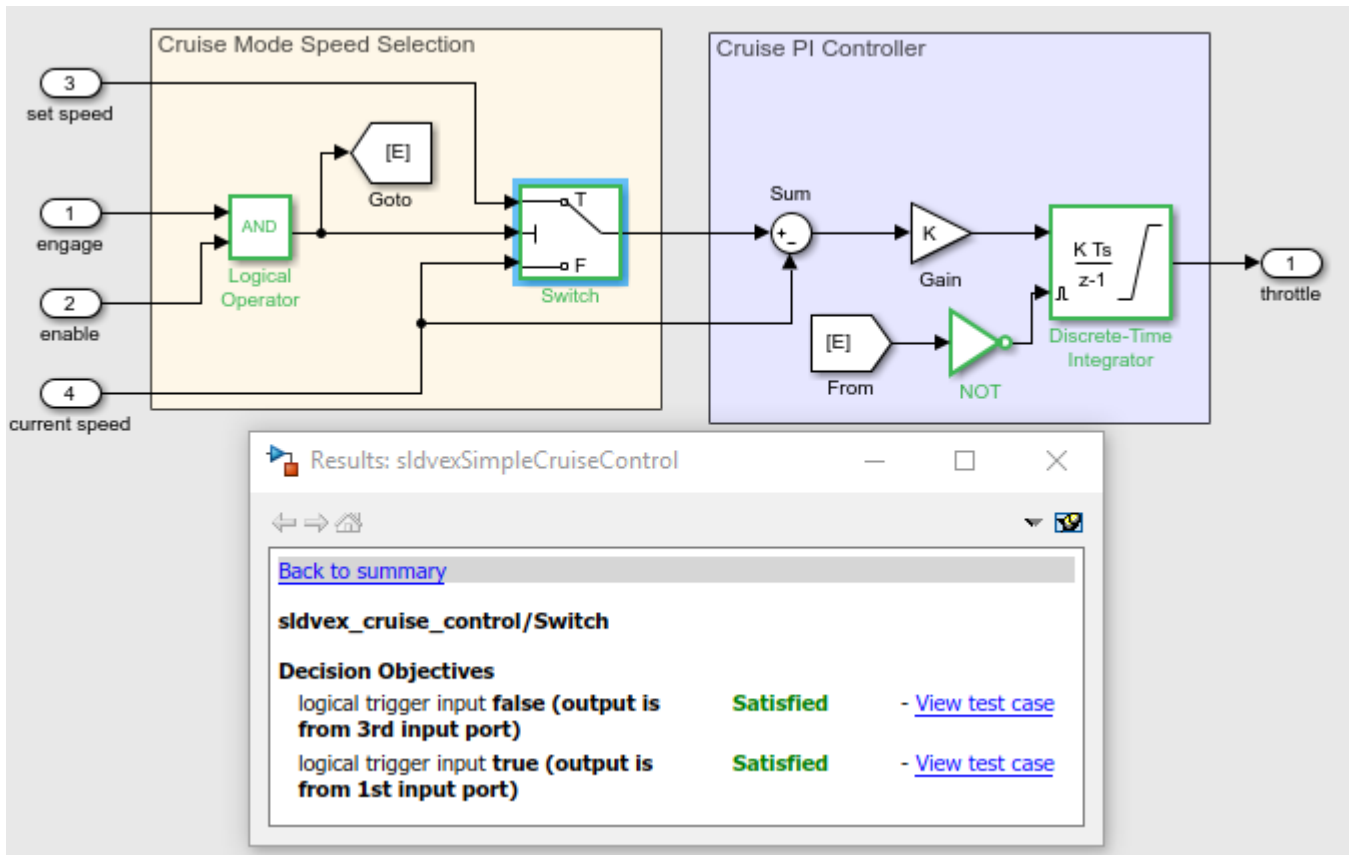 Cruise Mode Speed Selection
3
set speed
[E]
Goto
1
engage
AND
Logical
Operator
2
enable
T
F
Switch
4
current speed
Cruise PI Controller
Sum
+
-
K
Gain
K Ts
z-1
Discrete-Time
Integrator
[E]
From
NOT
1
throttle
Results: sldvexSimpleCruiseControl
Back to summary
sldvex_cruise_control/Switch
Decision Objectives
logical trigger input false (output is Satisfied - View test case
from 3rd input port)
logical trigger input true (output is Satisfied - View test case
from 1st input port)